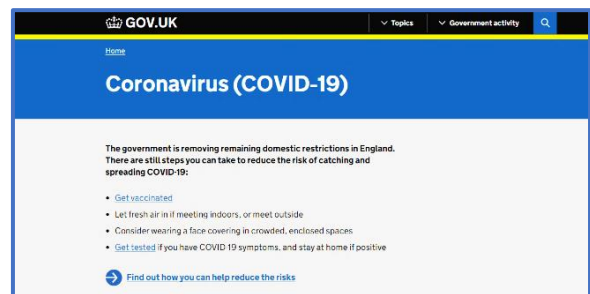 GOV.UK
Topics
Government activity
Home
Coronavirus (COVID-19)
The government is removing remaining domestic restrictions in England.
There are still steps you can take to reduce the risk of catching and
spreading COVID-19:
• Get vaccinated
• Let fresh air in if meeting indoors, or meet outside
• Consider wearing a face covering in crowded, enclosed spaces
• Get tested if you have COVID-19 symptoms, and stay at home if positive
Find out how you can help reduce the risks